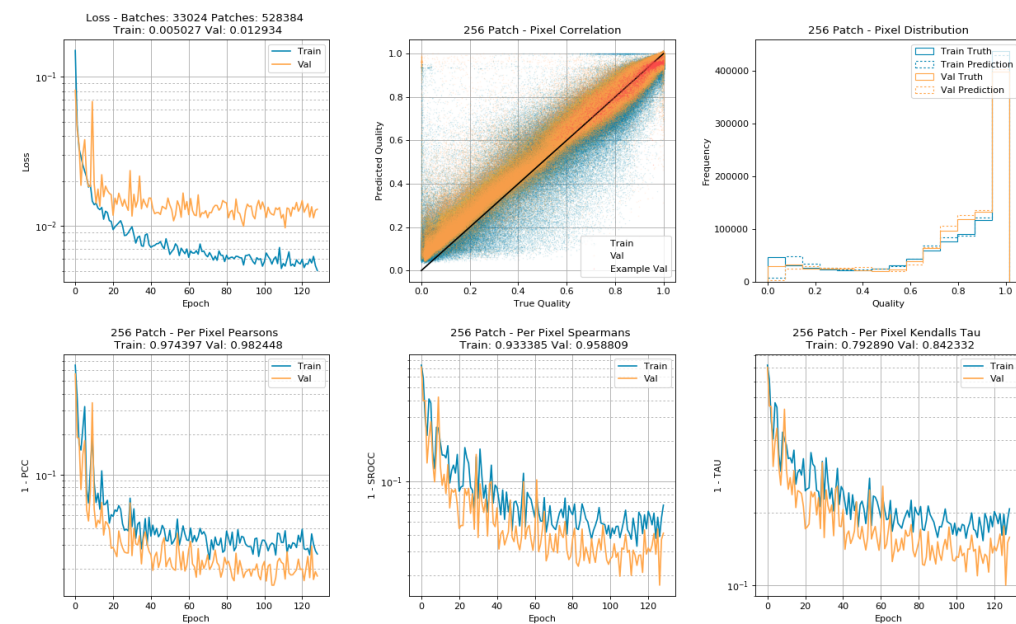 Loss - Batches: 33024 Patches: 528384
Train: 0.005027 Val: 0.012934
Train
Val
10⁻¹
10⁻²
Loss
0 20 40 60 80 100 120
Epoch
256 Patch - Pixel Correlation
1.0
0.8
0.6
0.4
0.2
0.0
Predicted Quality
Train
Val
Example Val
0.0 0.2 0.4 0.6 0.8 1.0
True Quality
256 Patch - Pixel Distribution
Train Truth
Train Prediction
Val Truth
Val Prediction
400000
300000
200000
100000
0
Frequency
0.0 0.2 0.4 0.6 0.8 1.0
Quality
256 Patch - Per Pixel Pearsons
Train: 0.974397 Val: 0.982448
Train
Val
10⁻¹
1 - PCC
0 20 40 60 80 100 120
Epoch
256 Patch - Per Pixel Spearmans
Train: 0.933385 Val: 0.958809
Train
Val
10⁻¹
1 - SROCC
0 20 40 60 80 100 120
Epoch
256 Patch - Per Pixel Kendalls Tau
Train: 0.792890 Val: 0.842332
Train
Val
1 - TAU
10⁻¹
0 20 40 60 80 100 120
Epoch